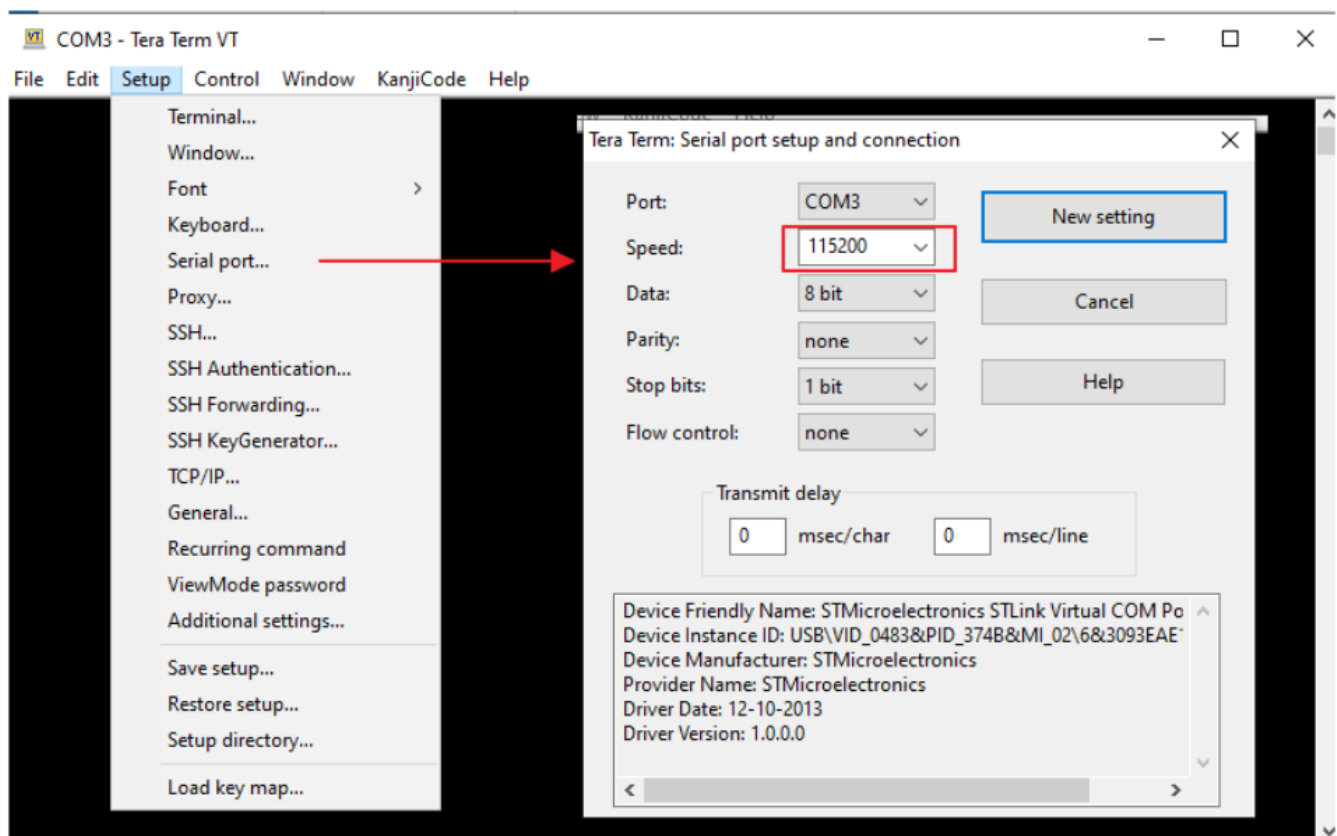 COM3 - Tera Term VT
File Edit Setup Control Window KanjiCode Help
Terminal...
Window...
Font
Keyboard...
Serial port...
Proxy...
SSH...
SSH Authentication...
SSH Forwarding...
SSH KeyGenerator...
TCP/IP...
General...
Recurring command
ViewMode password
Additional settings...
Save setup...
Restore setup...
Setup directory...
Load key map...
Tera Term: Serial port setup and connection
Port: COM3
New setting
Speed: 115200
Data: 8 bit
Cancel
Parity: none
Stop bits: 1 bit
Help
Flow control: none
Transmit delay
0 msec/char 0 msec/line
Device Friendly Name: STMicroelectronics STLink Virtual COM Po
Device Instance ID: USB\VID_0483&PID_374B&MI_02\6&3093EAE1
Device Manufacturer: STMicroelectronics
Provider Name: STMicroelectronics
Driver Date: 12-10-2013
Driver Version: 1.0.0.0